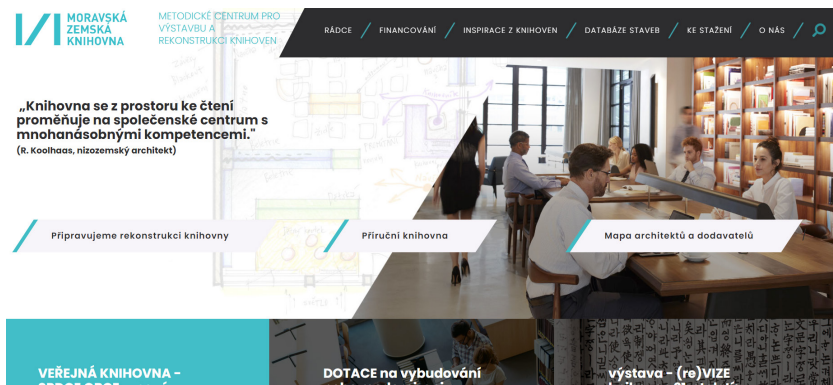 MORAVSKÁ
ZEMSKÁ
KNIHOVNA
METODICKÉ CENTRUM PRO
VÝSTAVBU A
REKONSTRUKCI KNIHOVEN
RÁDCE / FINANCOVÁNÍ / INSPIRACE Z KNIHOVEN / DATABÁZE STAVEB / KE STAŽENÍ / O NÁS /
„Knihovna se z prostoru ke čtení
proměňuje na společenské centrum s
mnohanásobnými kompetencemi."
(R. Koolhaas, nizozemský architekt)
Připravujeme rekonstrukci knihovny
Příruční knihovna
Mapa architektů a dodavatelů
VEŘEJNÁ KNIHOVNA -
DOTACE na vybudování
výstava - (re)VIZE